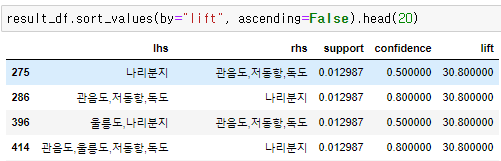 result_df.sort_values(by="lift", ascending=False).head(20)
lhs rhs support confidence lift
275 나리분지 관음도,저동항,독도 0.012987 0.500000 30.800000
286 관음도,저동항,독도 나리분지 0.012987 0.800000 30.800000
396 울릉도,나리분지 관음도,저동항,독도 0.012987 0.500000 30.800000
414 관음도,울릉도,저동항,독도 나리분지 0.012987 0.800000 30.800000